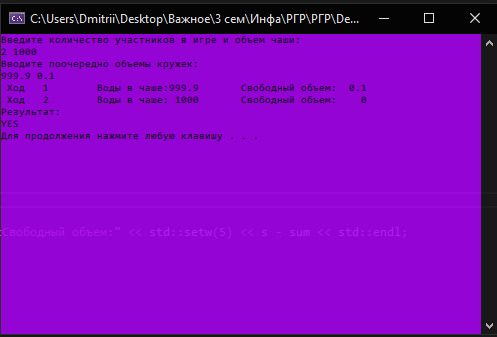 C:\Users\Dmitrii\Desktop\Важное\3 сем\Инфа\РГР\РГР\De...
Введите количество участников в игре и объем чаши:
2 1000
Вводите поочередно объемы кружек:
999.9 0.1
Ход 1 Воды в чаше:999.9 Свободный объем: 0.1
Ход 2 Воды в чаше: 1000 Свободный объем: 0
Результат:
YES
Для продолжения нажмите любую клавишу . . .
Свободный объем:" << std::setw(5) << s - sum << std::endl;